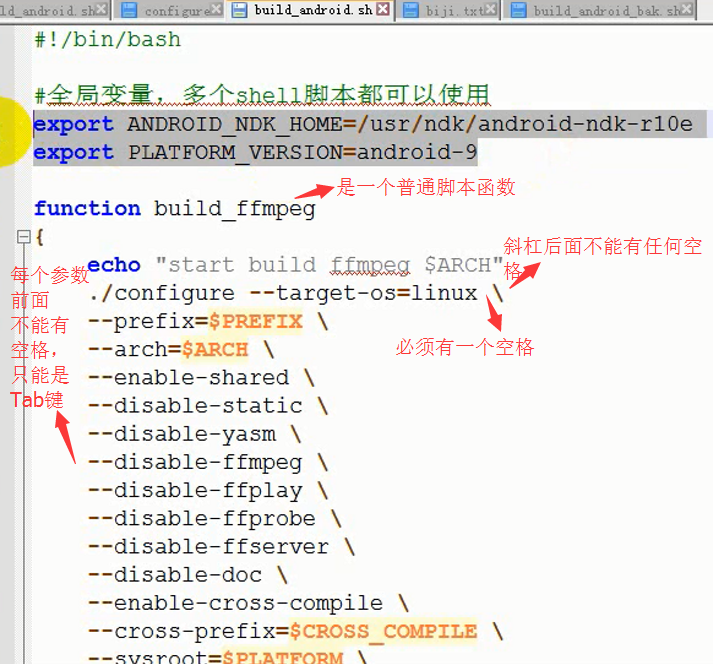 ld_android.sh configure build_android.sh biji.txt build_android_bak.sh
#!/bin/bash
#全局变量，多个shell脚本都可以使用
export ANDROID_NDK_HOME=/usr/ndk/android-ndk-r10e
export PLATFORM_VERSION=android-9
是一个普通脚本函数
function build_ffmpeg
{
斜杠后面不能有任何空
格
echo "start build ffmpeg $ARCH"
每个参数
前面
不能有
空格，
只能是
Tab键
./configure --target-os=linux \
--prefix=$PREFIX \
必须有一个空格
--arch=$ARCH \
--enable-shared \
--disable-static \
--disable-yasm \
--disable-ffmpeg \
--disable-ffplay \
--disable-ffprobe \
--disable-ffserver \
--disable-doc \
--enable-cross-compile \
--cross-prefix=$CROSS_COMPILE \
--sysroot=$PLATFORM \